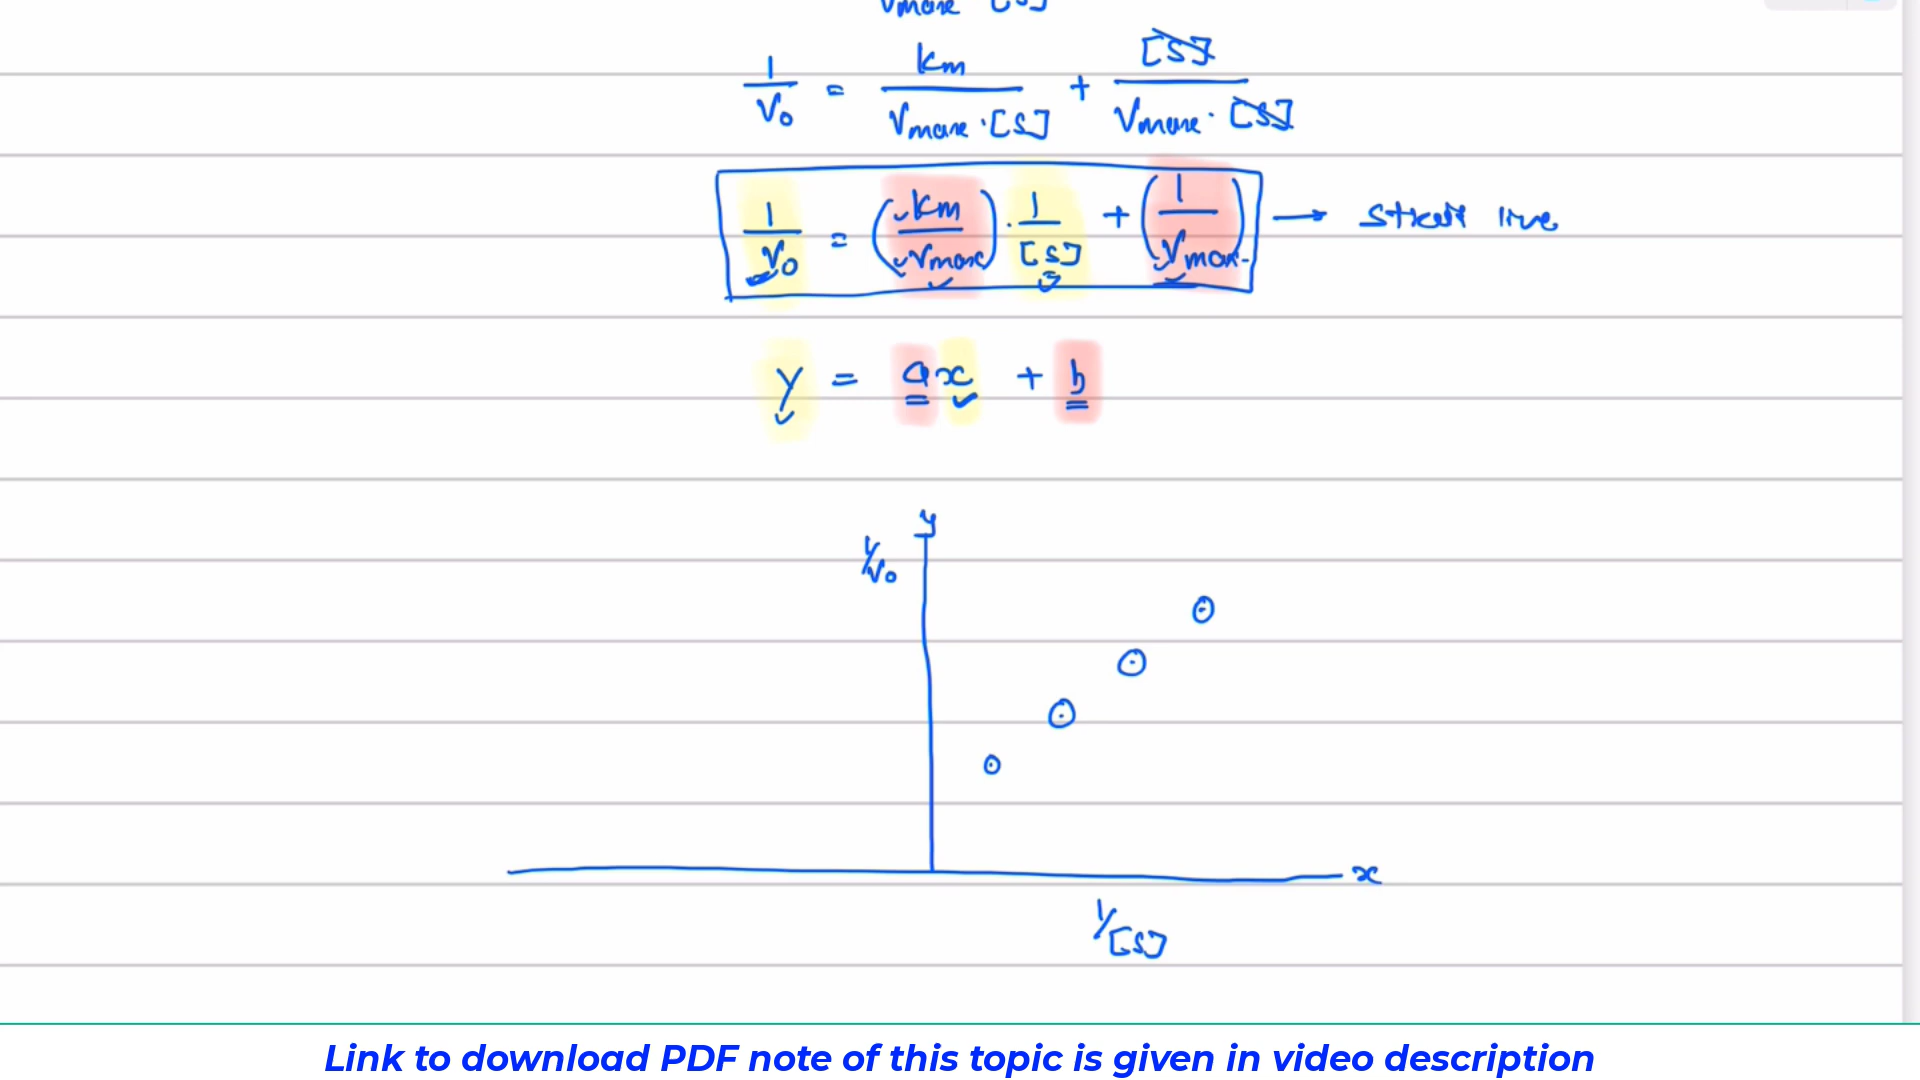 Vmax [S]
1/V₀ = km/Vmax·[S] + [S]/Vmax·[S]
1/V₀ = (km/Vmax)·1/[S] + (1/Vmax) → line
y = ax + b
y
1/V₀
x
1/[S]
Link to download PDF note of this topic is given in video description